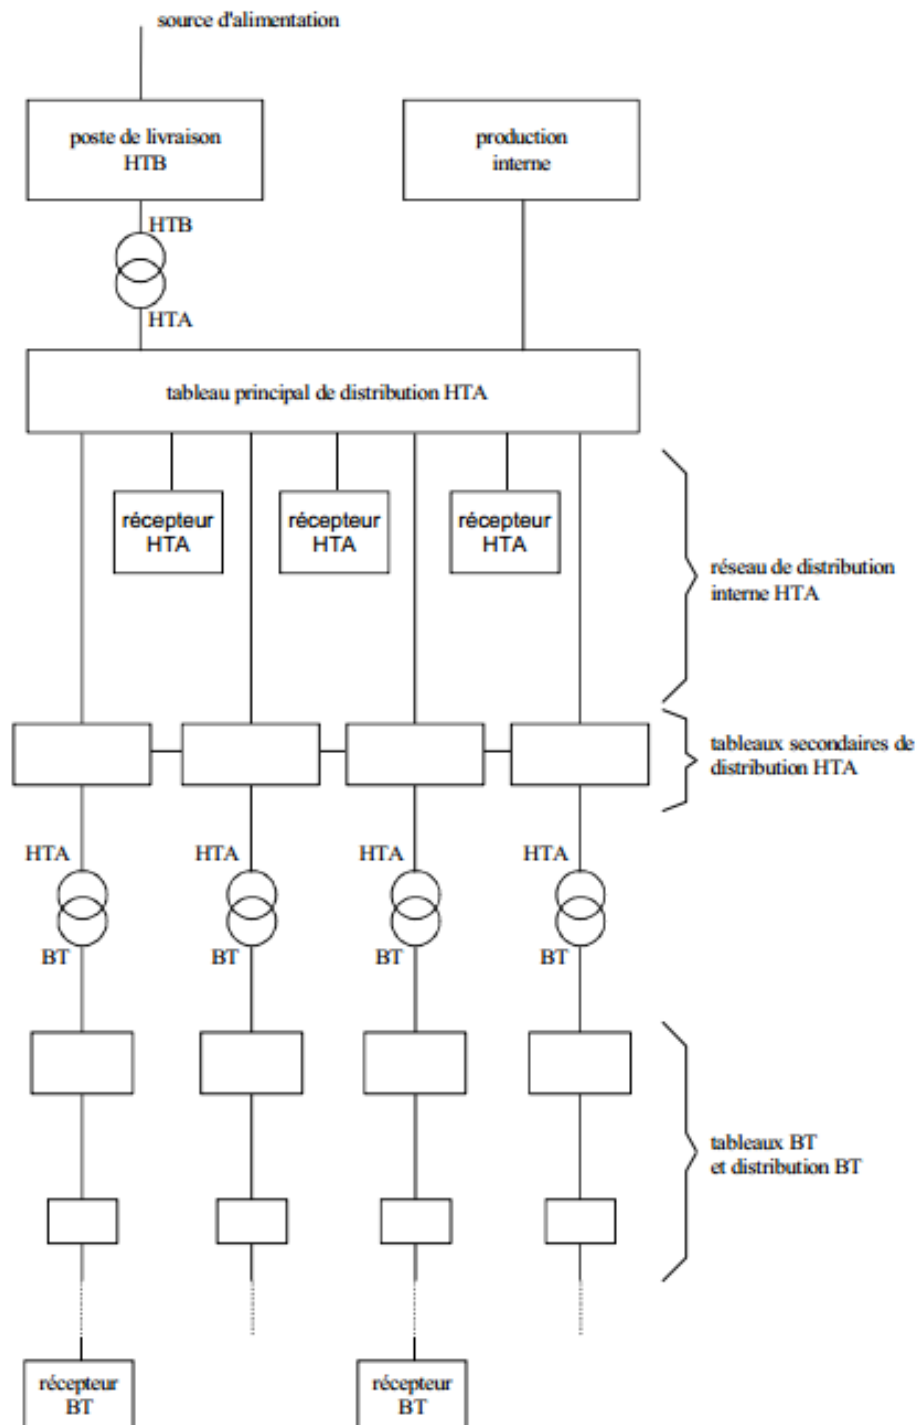 source d'alimentation
poste de livraison
HTB
production
interne
HTB
HTA
tableau principal de distribution HTA
récepteur
HTA
récepteur
HTA
récepteur
HTA
réseau de distribution
interne HTA
tableaux secondaires de
distribution HTA
HTA
HTA
HTA
HTA
BT
BT
BT
BT
tableaux BT
et distribution BT
récepteur
BT
récepteur
BT